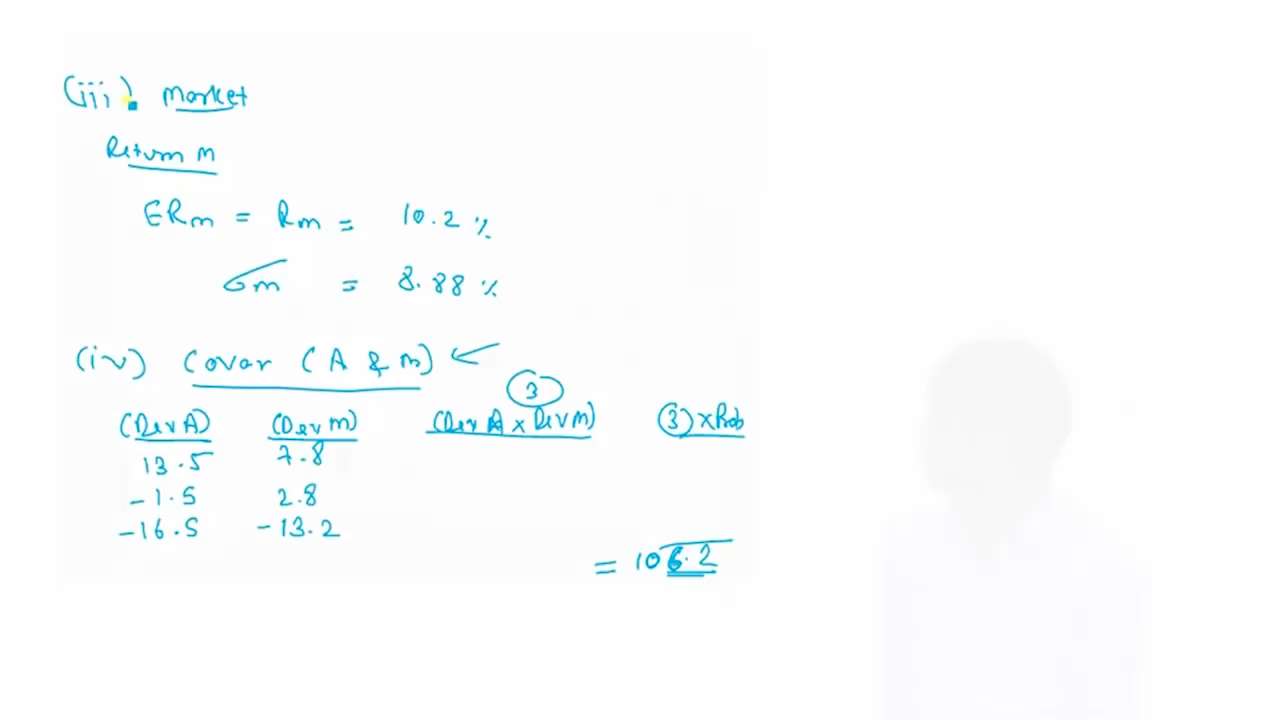 (iii). Market
Return M
ERm = Rm = 10.2 %
σm = 8.88 %
(iv) Covar (A & M) ←
3
(Dev A) (Dev M) (Dev A x Dev M) ③ x Prob
13.5 7.8
-1.5 2.8
-16.5 -13.2
= 106.2